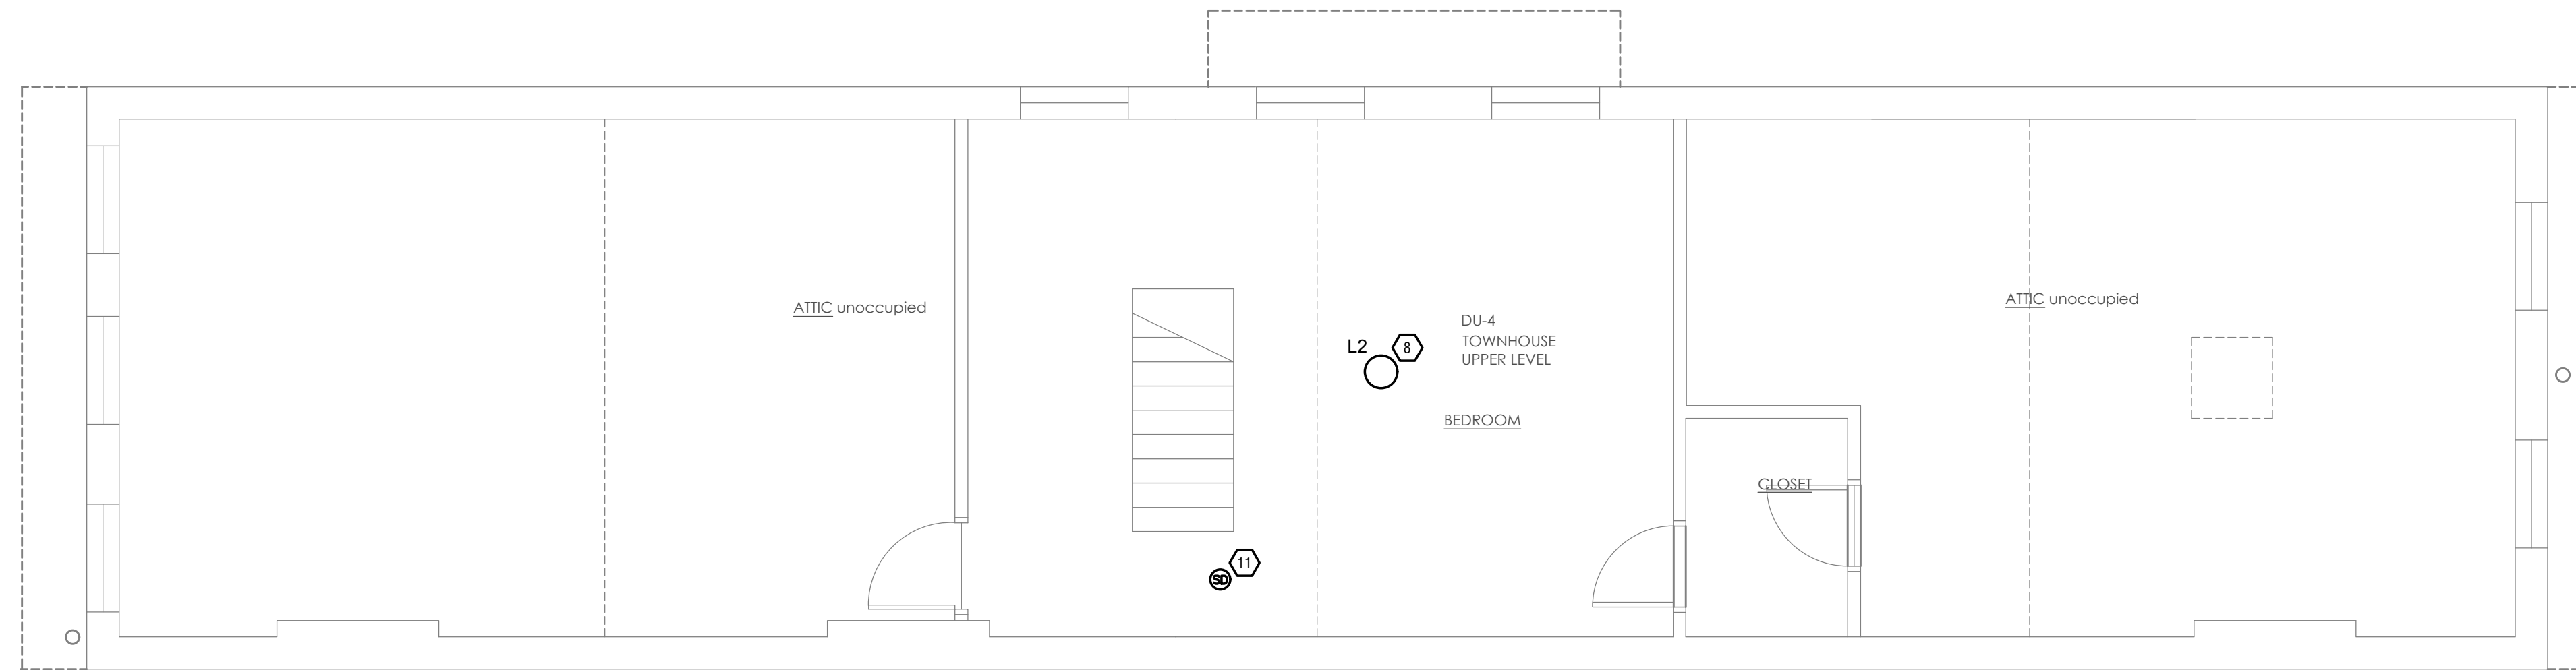 ATTIC unoccupied
L2
8
DU-4
TOWNHOUSE
UPPER LEVEL
BEDROOM
ATTIC unoccupied
CLOSET
11
SD